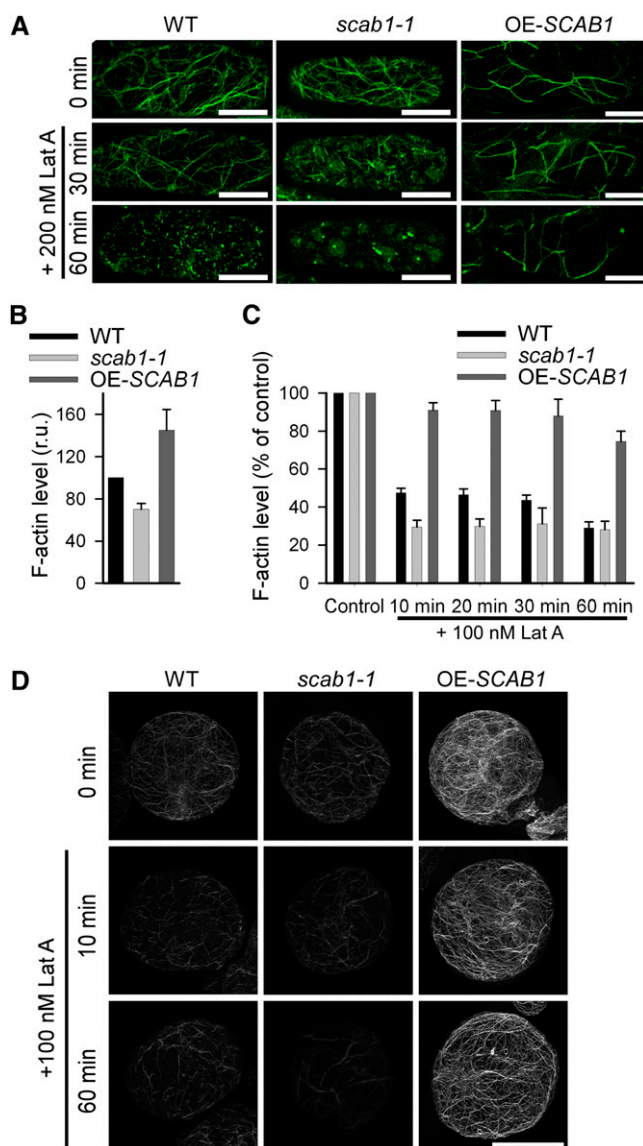 A
WT
scab1-1
OE-SCAB1
0 min
30 min
60 min
+ 200 nM Lat A
B
WT
scab1-1
OE-SCAB1
F-actin level (r.u.)
160
120
80
40
0
C
WT
scab1-1
OE-SCAB1
F-actin level (% of control)
100
80
60
40
20
0
Control
10 min
20 min
30 min
60 min
+ 100 nM Lat A
D
WT
scab1-1
OE-SCAB1
0 min
10 min
60 min
+100 nM Lat A